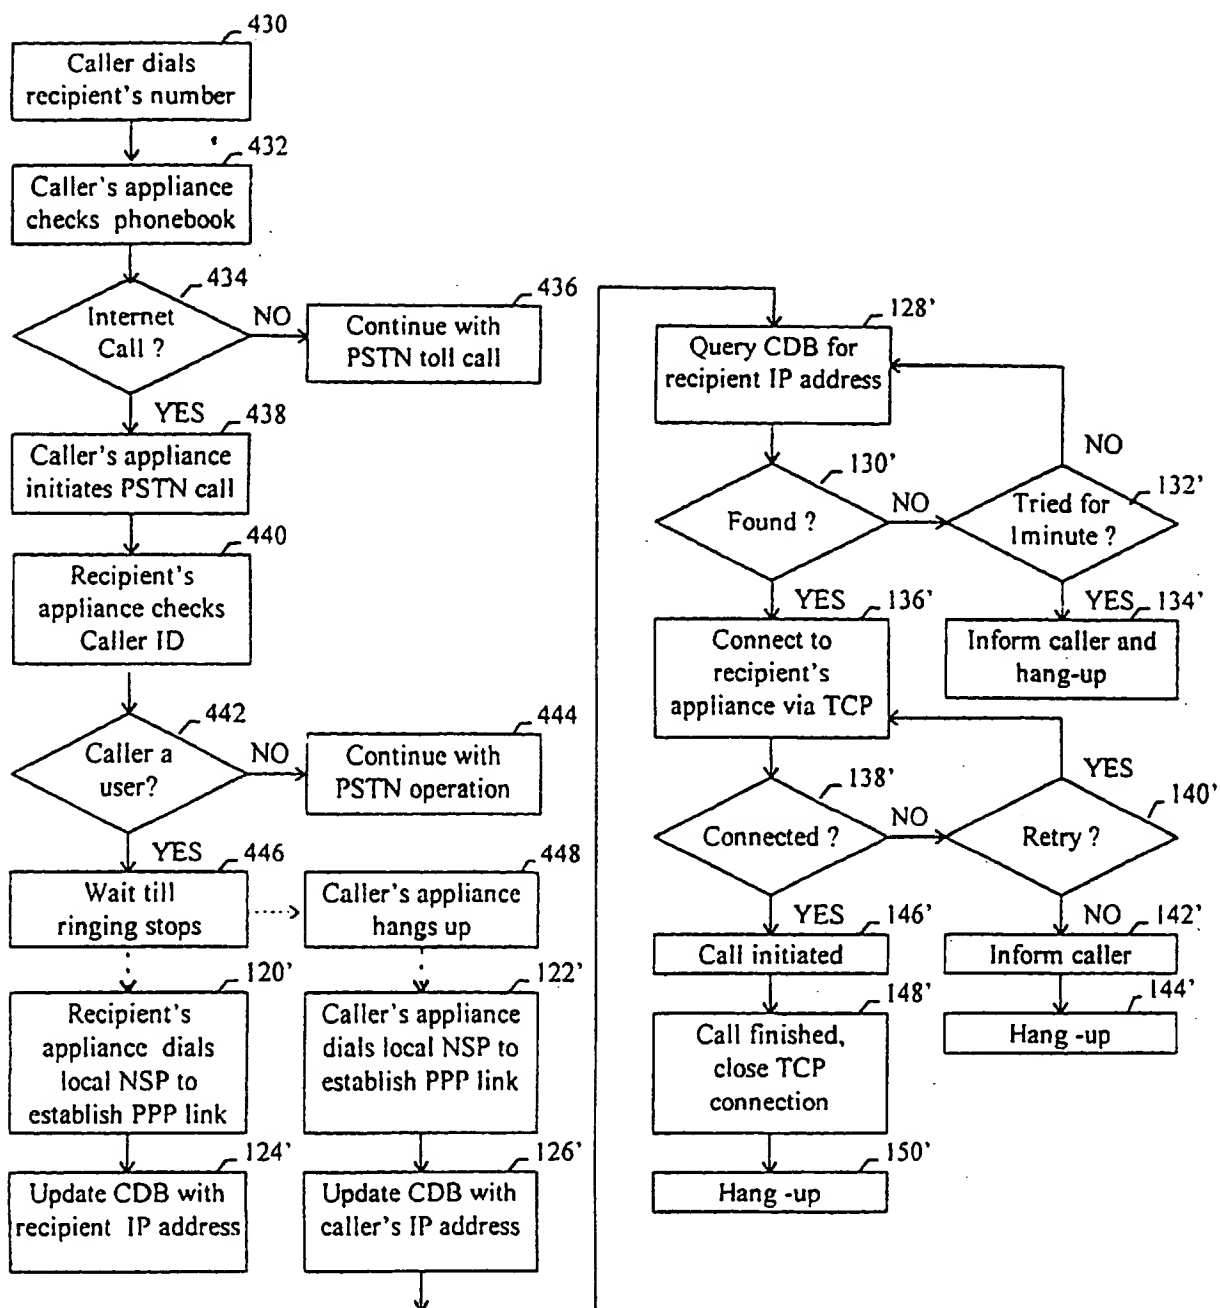 430
Caller dials
recipient's number
432
Caller's appliance
checks phonebook
434
Internet
Call ?
NO
436
Continue with
PSTN toll call
YES
438
Caller's appliance
initiates PSTN call
440
Recipient's
appliance checks
Caller ID
442
Caller a
user?
NO
444
Continue with
PSTN operation
YES
446
Wait till
ringing stops
448
Caller's appliance
hangs up
120'
Recipient's
appliance dials
local NSP to
establish PPP link
122'
Caller's appliance
dials local NSP to
establish PPP link
124'
Update CDB with
recipient IP address
126'
Update CDB with
caller's IP address
128'
Query CDB for
recipient IP address
130'
Found ?
NO
132'
Tried for
1minute ?
NO
YES
134'
Inform caller and
hang-up
YES
136'
Connect to
recipient's
appliance via TCP
138'
Connected ?
NO
140'
Retry ?
YES
NO
142'
Inform caller
144'
Hang -up
YES
146'
Call initiated
148'
Call finished,
close TCP
connection
150'
Hang -up